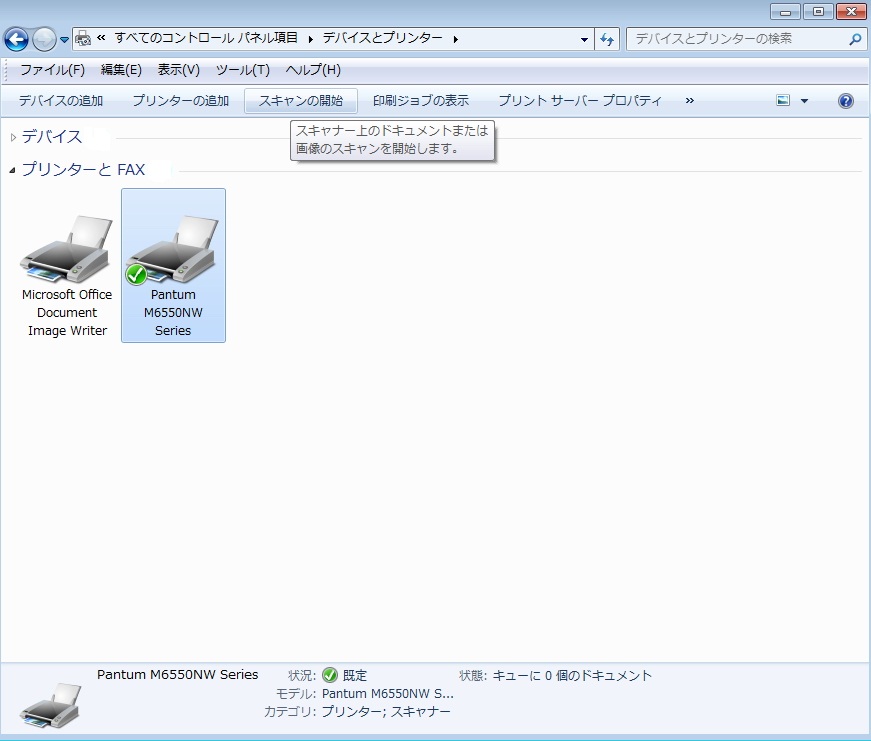 « すべてのコントロール パネル項目 ▸ デバイスとプリンター ▸ デバイスとプリンターの検索
ファイル(F) 編集(E) 表示(V) ツール(T) ヘルプ(H)
デバイスの追加 プリンターの追加 スキャンの開始 印刷ジョブの表示 プリント サーバー プロパティ »
スキャナー上のドキュメントまたは
画像のスキャンを開始します。
デバイス
プリンターと FAX
Microsoft Office
Document
Image Writer
Pantum
M6550NW
Series
Pantum M6550NW Series 状況: 既定 状態: キューに 0 個のドキュメント
モデル: Pantum M6550NW S...
カテゴリ: プリンター; スキャナー